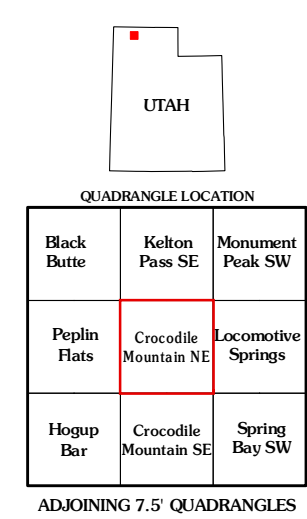 UTAH
QUADRANGLE LOCATION
Black
Butte
Kelton
Pass SE
Monument
Peak SW
Peplin
Flats
Crocodile
Mountain NE
Locomotive
Springs
Hogup
Bar
Crocodile
Mountain SE
Spring
Bay SW
ADJOINING 7.5' QUADRANGLES